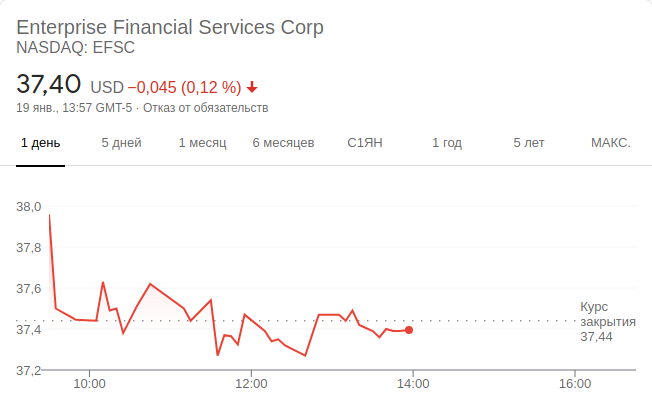 Enterprise Financial Services Corp
NASDAQ: EFSC
37,40 USD −0,045 (0,12 %)
19 янв., 13:57 GMT-5 · Отказ от обязательств
1 день 5 дней 1 месяц 6 месяцев С1ЯН 1 год 5 лет МАКС.
38,0
37,8
37,6
37,4
37,2
Курс
закрытия
37,44
10:00 12:00 14:00 16:00